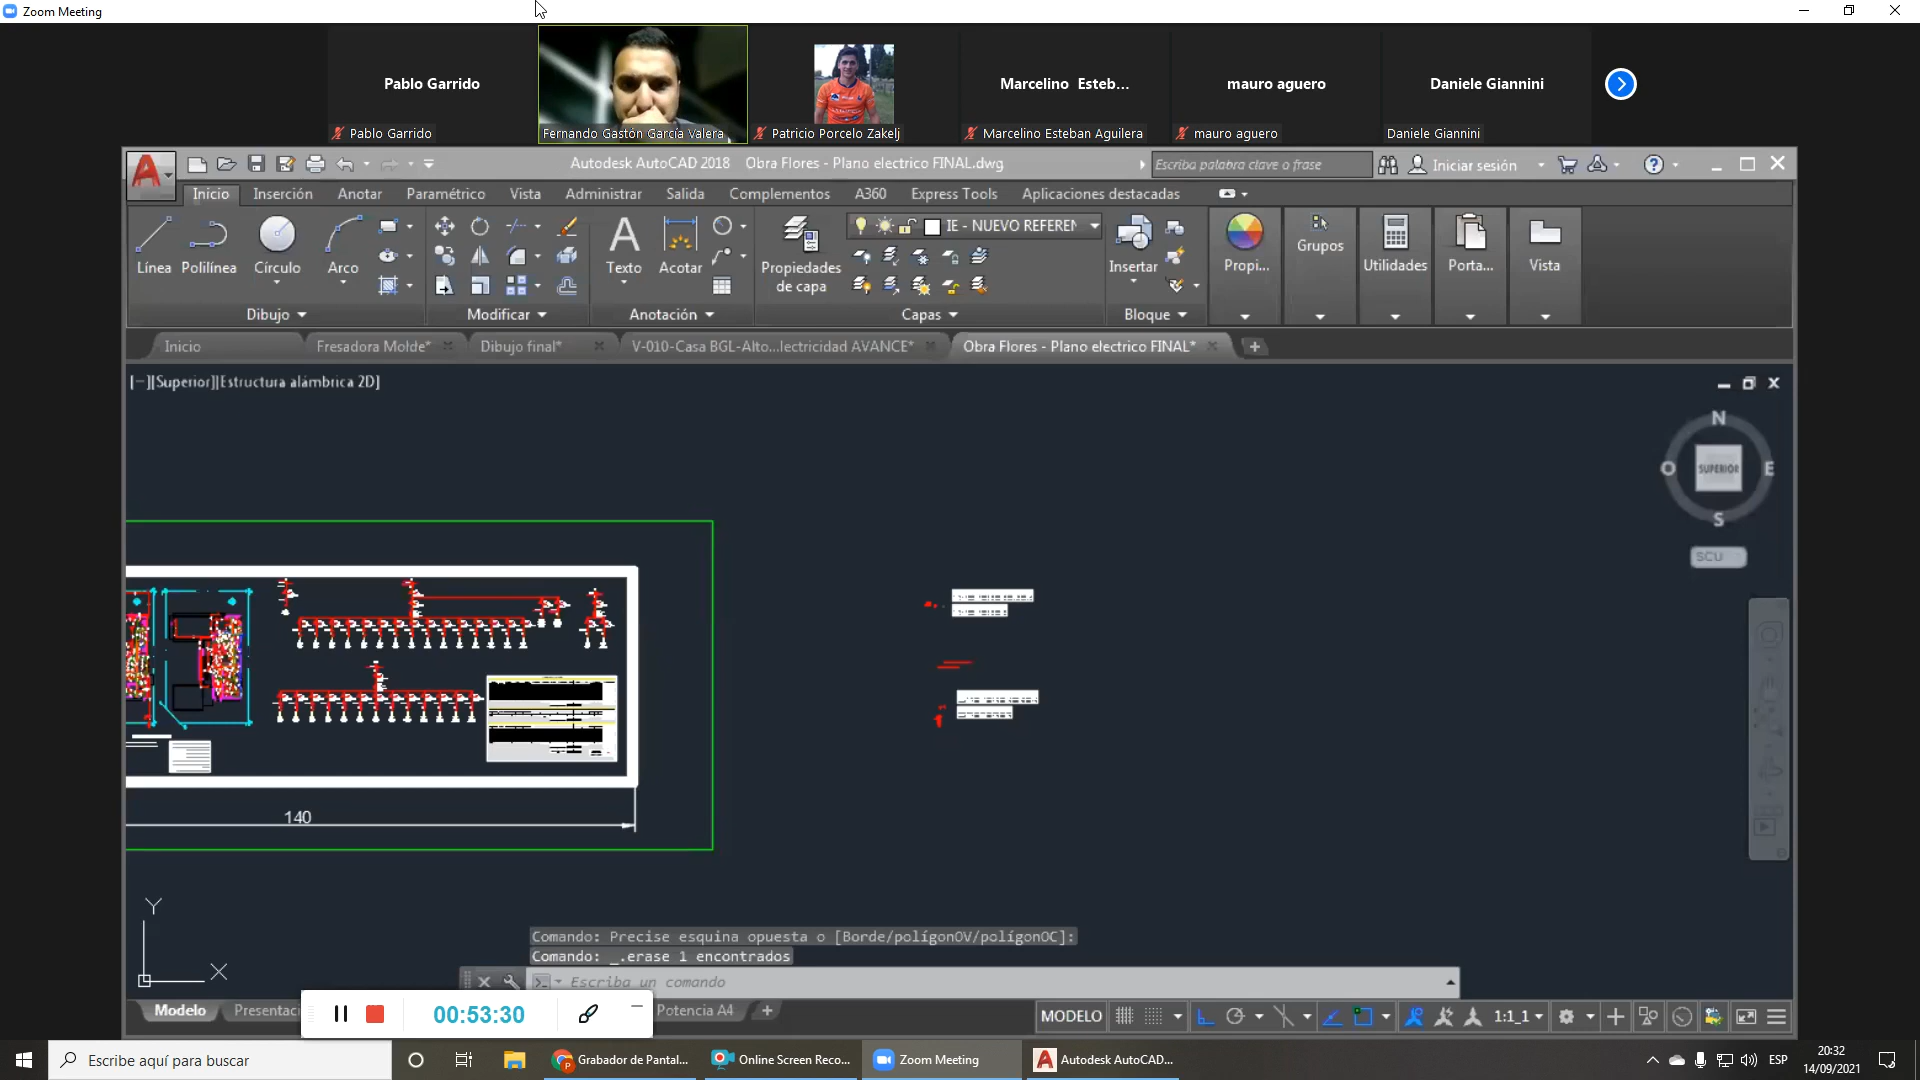 Zoom Meeting
Pablo Garrido
Marcelino Esteb...
mauro aguero
Daniele Giannini
Pablo Garrido
Fernando Gastón García Valera
Patricio Porcelo Zakelj
Marcelino Esteban Aguilera
mauro aguero
Daniele Giannini
Autodesk AutoCAD 2018 Obra Flores - Plano electrico FINAL.dwg
Escriba palabra clave o frase
Iniciar sesión
Inicio Inserción Anotar Paramétrico Vista Administrar Salida Complementos A360 Express Tools Aplicaciones destacadas
IE - NUEVO REFEREN
Línea Polilínea Círculo Arco
Texto Acotar
Propiedades de capa
Insertar
Propi... Grupos Utilidades Porta... Vista
Dibujo Modificar Anotación Capas Bloque
Inicio Fresadora Molde* Dibujo final* V-010-Casa BGL-Alto...lectricidad AVANCE* Obra Flores - Plano electrico FINAL*
[−][Superior][Estructura alámbrica 2D]
N
O SUPERIOR E
S
SCU
140
Y
X
Comando: Precise esquina opuesta o [Borde/polígonOV/polígonOC]:
Comando: _.erase 1 encontrados
Escriba un comando
Modelo Presentaci Potencia A4
00:53:30
MODELO 1:1_1
Escribe aquí para buscar
Grabador de Pantal...
Online Screen Reco...
Zoom Meeting
Autodesk AutoCAD...
ESP
20:32
14/09/2021